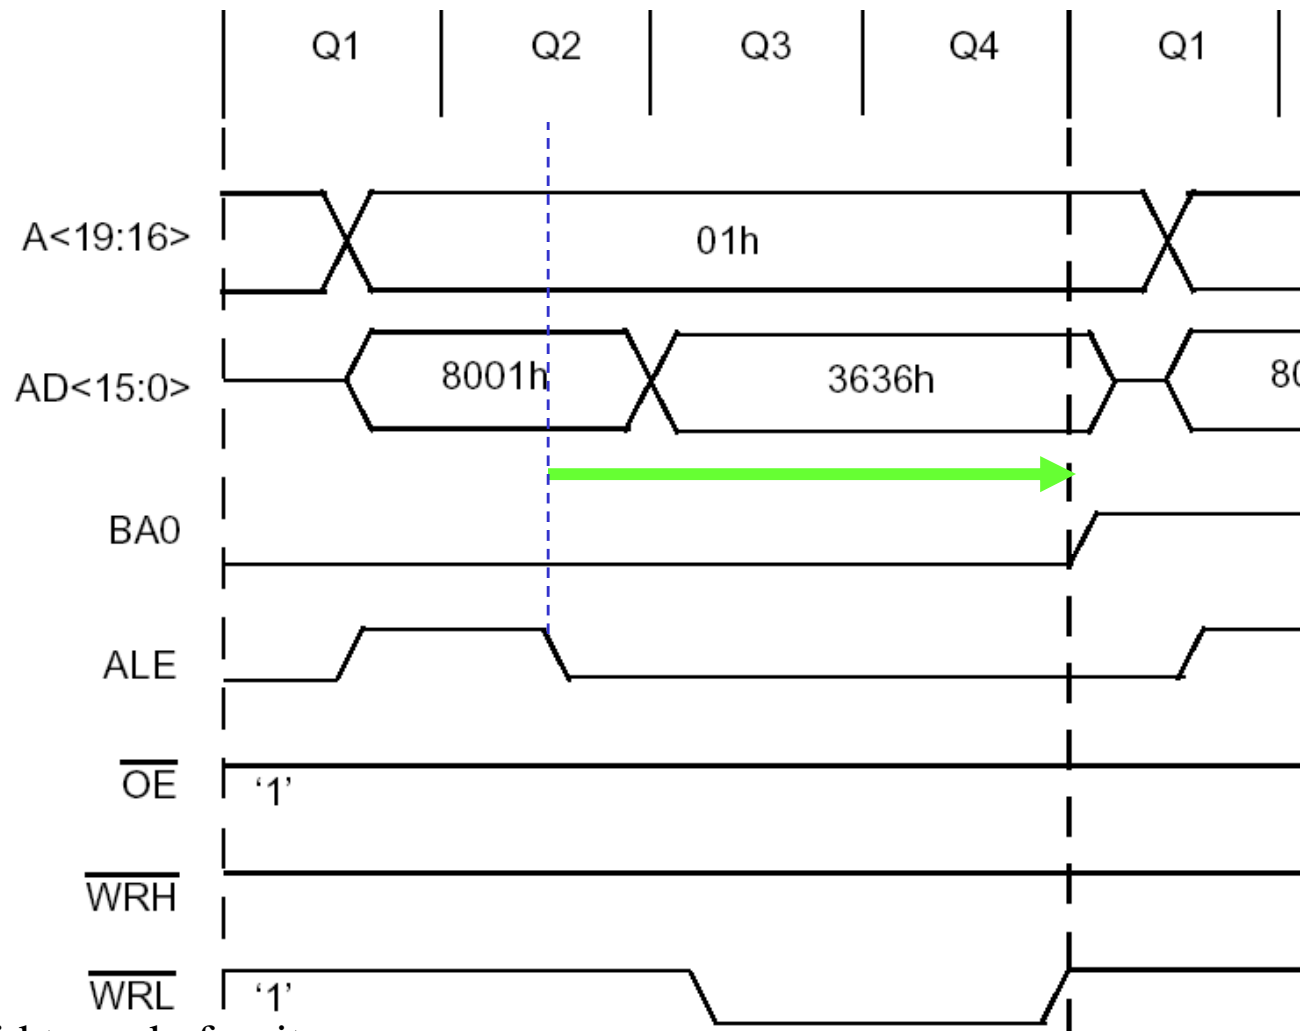 Q1 Q2 Q3 Q4 Q1
A<19:16> 01h
AD<15:0> 8001h 3636h 80
BA0
ALE
OE ‘1’
WRH
WRL ‘1’